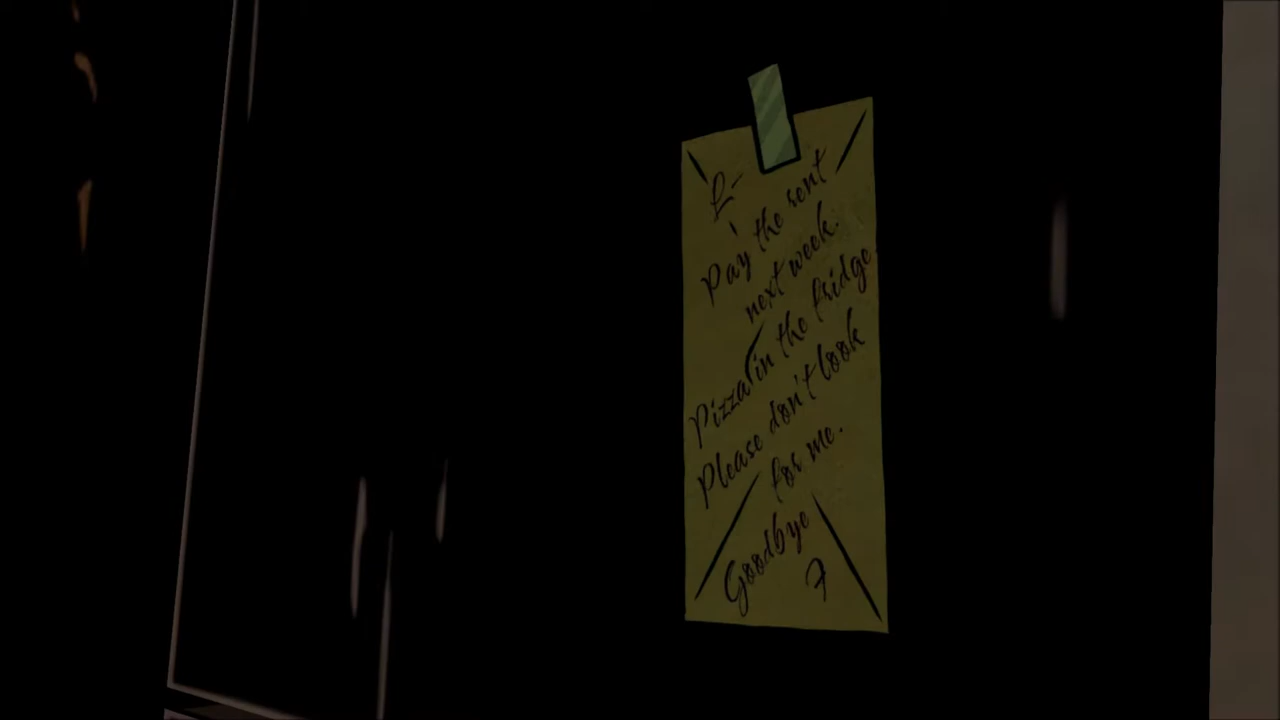 E-
Pay the rent
next week.
Pizza in the fridge.
Please don't look
for me.
Goodbye
F